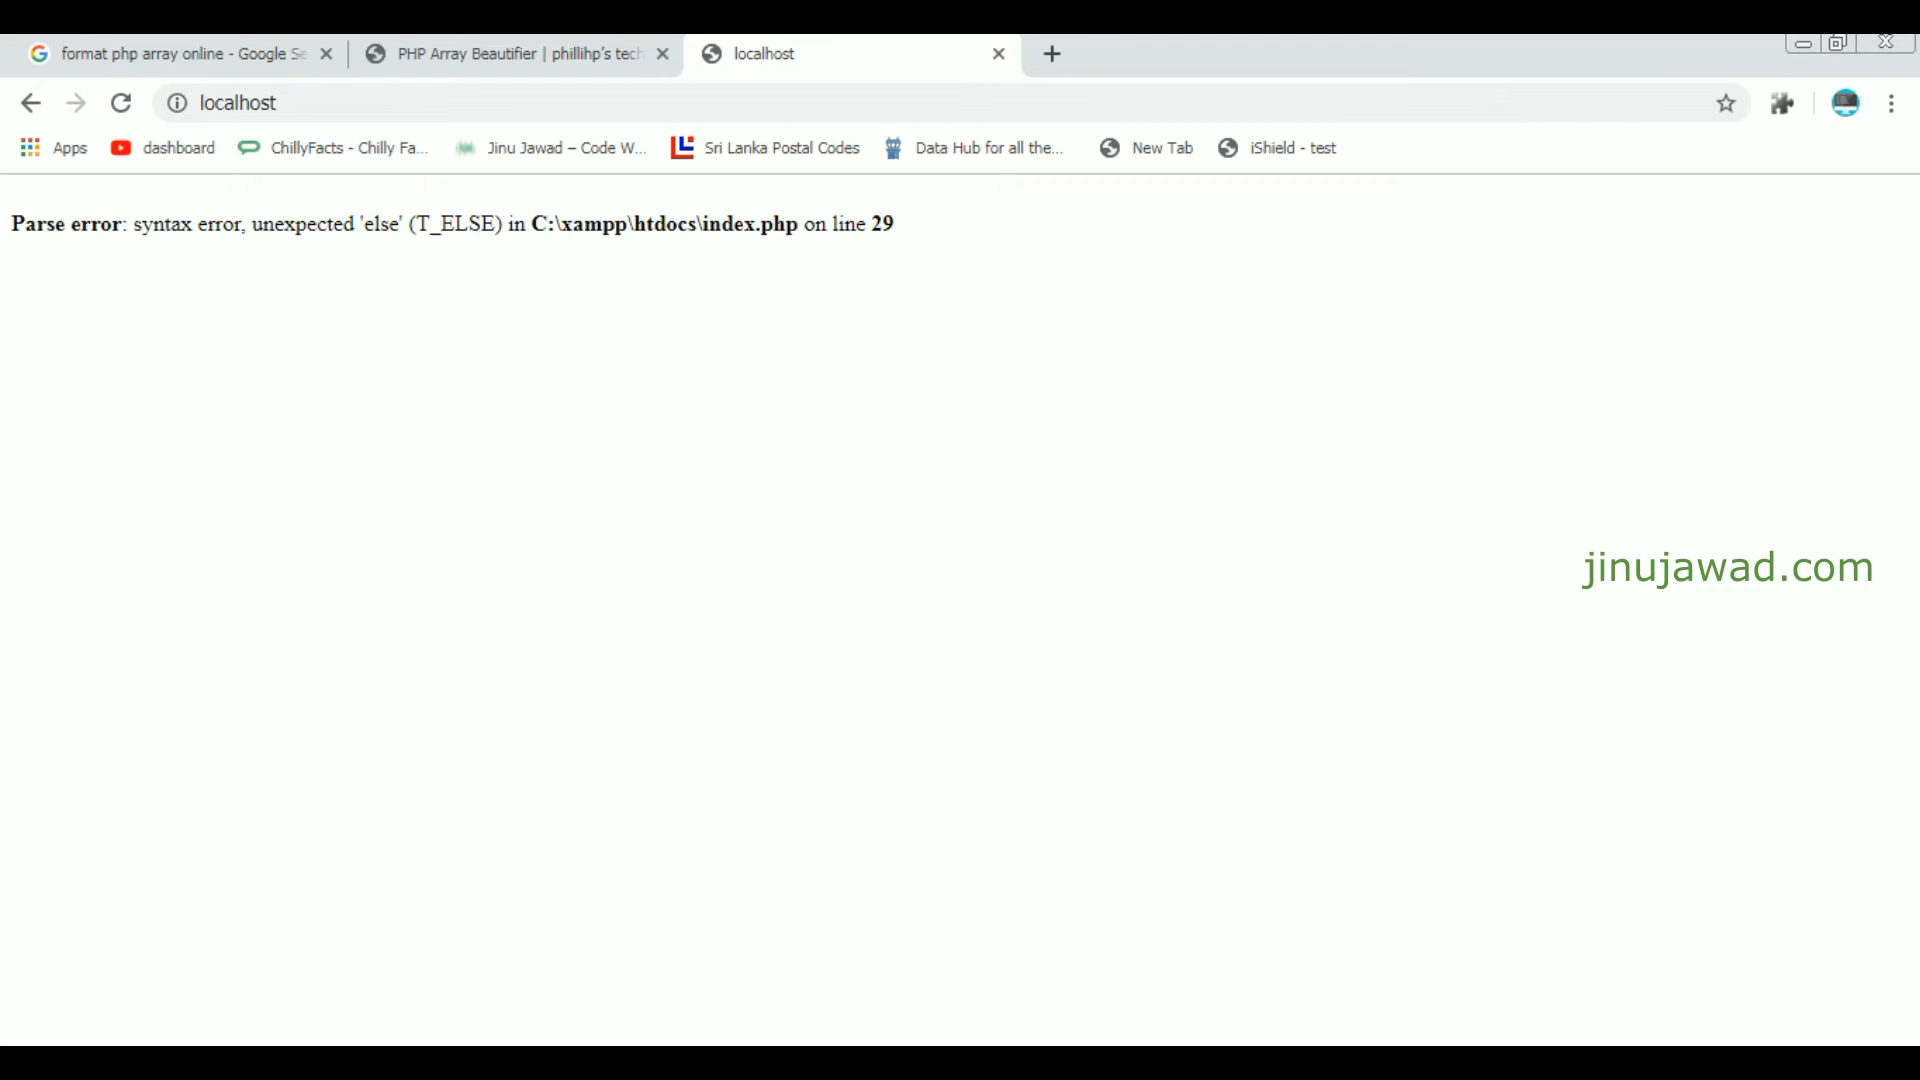 format php array online - Google Se
PHP Array Beautifier | phillihp's tech
localhost
localhost
Apps
dashboard
ChillyFacts - Chilly Fa...
Jinu Jawad – Code W...
Sri Lanka Postal Codes
Data Hub for all the...
New Tab
iShield - test
Parse error: syntax error, unexpected 'else' (T_ELSE) in C:\xampp\htdocs\index.php on line 29
jinujawad.com